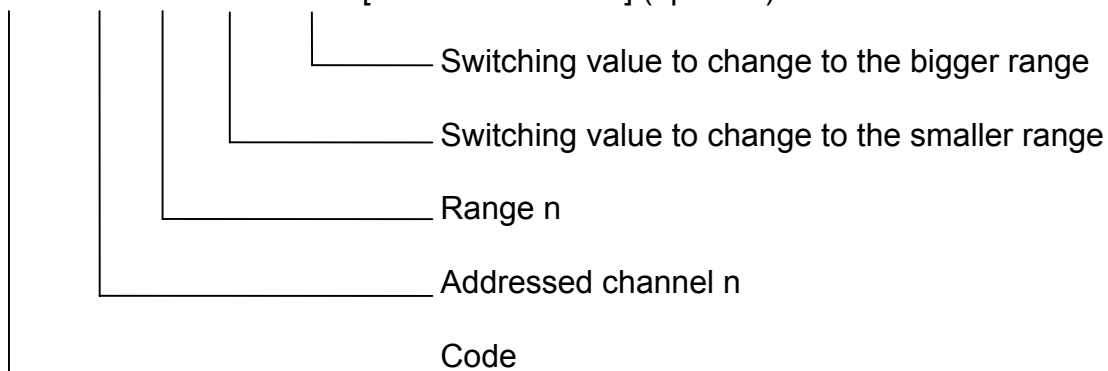 Switching value to change to the bigger range
Switching value to change to the smaller range
Range n
Addressed channel n
Code